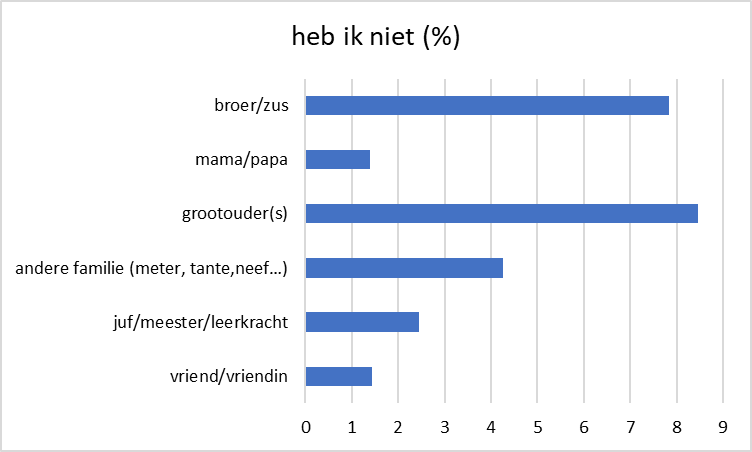 heb ik niet (%)
broer/zus
mama/papa
grootouder(s)
andere familie (meter, tante,neef…)
juf/meester/leerkracht
vriend/vriendin
0 1 2 3 4 5 6 7 8 9